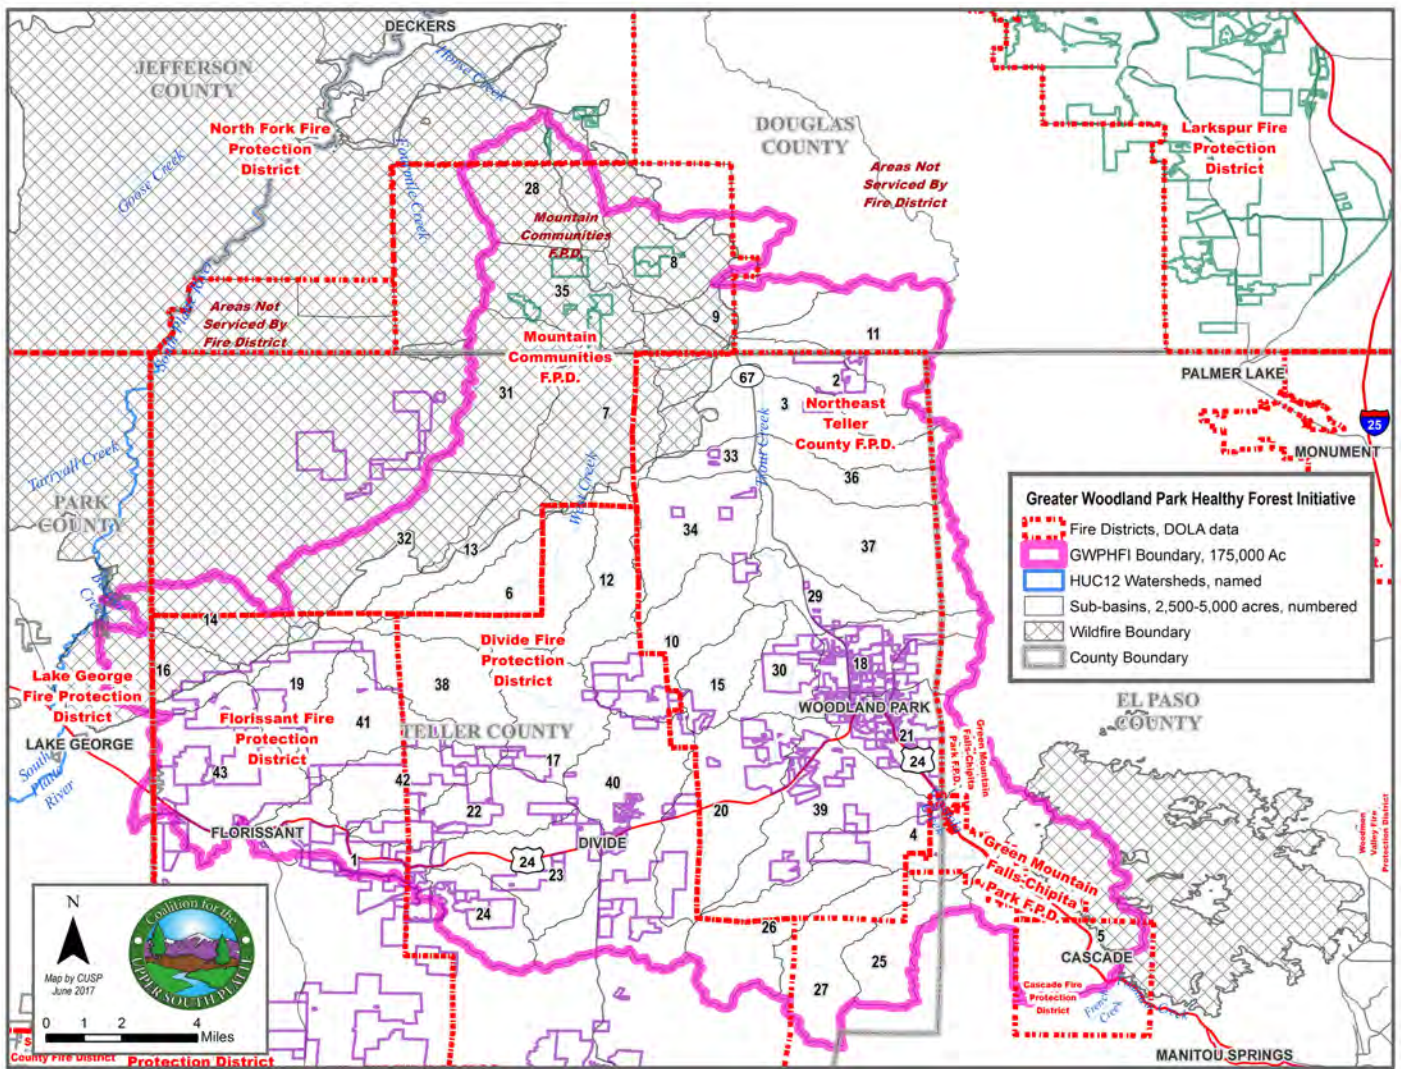 DECKERS
JEFFERSON
COUNTY
Horse Creek
North Fork Fire
Protection
District
Goose Creek
Fourmile Creek
DOUGLAS
COUNTY
Larkspur Fire
Protection
District
Areas Not
Serviced By
Fire District
28
Mountain
Communities
F.P.D.
8
35
South Platte River
Areas Not
Serviced By
Fire District
9
11
Mountain
Communities
F.P.D.
67
2
PALMER LAKE
31
7
3
Northeast
Teller
County F.P.D.
25
MONUMENT
Tarryall Creek
Trout Creek
33
36
PARK
COUNTY
West Creek
34
32
13
37
Greater Woodland Park Healthy Forest Initiative
Fire Districts, DOLA data
GWPHFI Boundary, 175,000 Ac
HUC12 Watersheds, named
Sub-basins, 2,500-5,000 acres, numbered
Wildfire Boundary
County Boundary
12
6
29
14
Divide Fire
Protection
District
10
16
18
30
Lake George
Fire Protection
District
19
38
15
EL PASO
COUNTY
WOODLAND PARK
Florissant Fire
Protection
District
41
TELLER COUNTY
LAKE GEORGE
21
Green Mountain
Falls-Chipita
Park F.P.D.
24
South
Platte
River
43
17
42
40
22
20
39
FLORISSANT
4
DIVIDE
Woodmen
Valley Fire
Protection District
1
24
23
Green Mountain
Falls-Chipita
Park F.P.D.
24
26
5
CASCADE
25
27
Cascade Fire
Protection
District
Creek
MANITOU SPRINGS
N
Map by CUSP
June 2017
Coalition for the
UPPER SOUTH PLATTE
0 1 2 4
Miles
County Fire District
Protection District